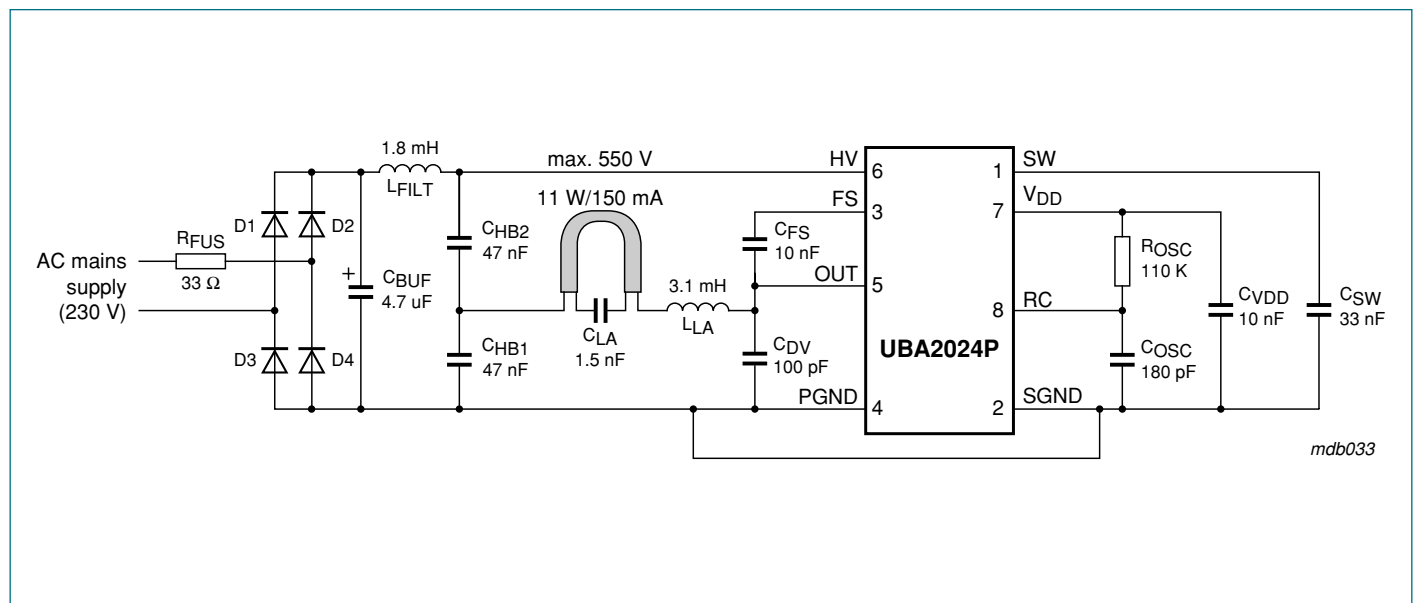 1.8 mH
LFILT
max. 550 V
11 W/150 mA
HV
6
1
SW
FS
3
7
VDD
D1
D2
RFUS
33 Ω
AC mains
supply
(230 V)
CHB2
47 nF
CFS
10 nF
ROSC
110 K
+
CBUF
4.7 uF
OUT
5
3.1 mH
LLA
8
RC
CVDD
10 nF
CSW
33 nF
D3
D4
CHB1
47 nF
CLA
1.5 nF
CDV
100 pF
UBA2024P
COSC
180 pF
PGND
4
2
SGND
mdb033